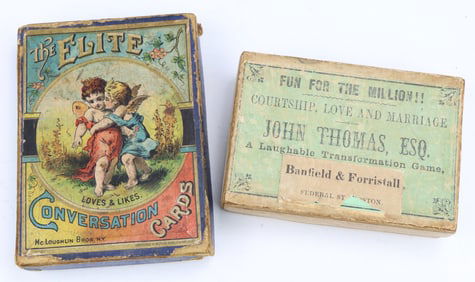 The ELITE
LOVES & LIKES.
CONVERSATION
CARDS
MCLOUGHLIN BROS. N.Y.
FUN FOR THE MILLION!!
COURTSHIP, LOVE AND MARRIAGE
JOHN THOMAS, ESQ.
A Laughable Transformation Game,
Banfield & Forristall,
FEDERAL ST. BOSTON